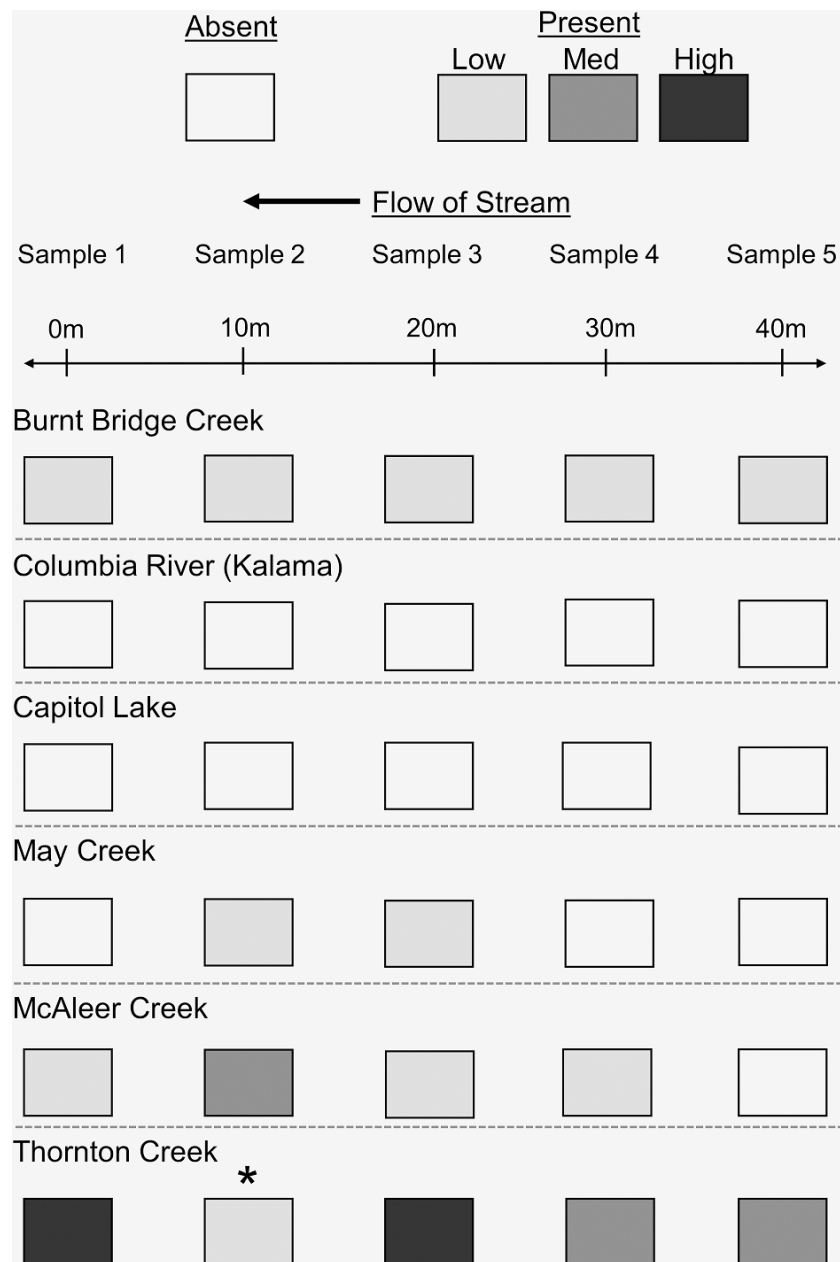 Absent
Present
Low Med High
Flow of Stream
Sample 1 Sample 2 Sample 3 Sample 4 Sample 5
0m 10m 20m 30m 40m
Burnt Bridge Creek
Columbia River (Kalama)
Capitol Lake
May Creek
McAleer Creek
Thornton Creek
*